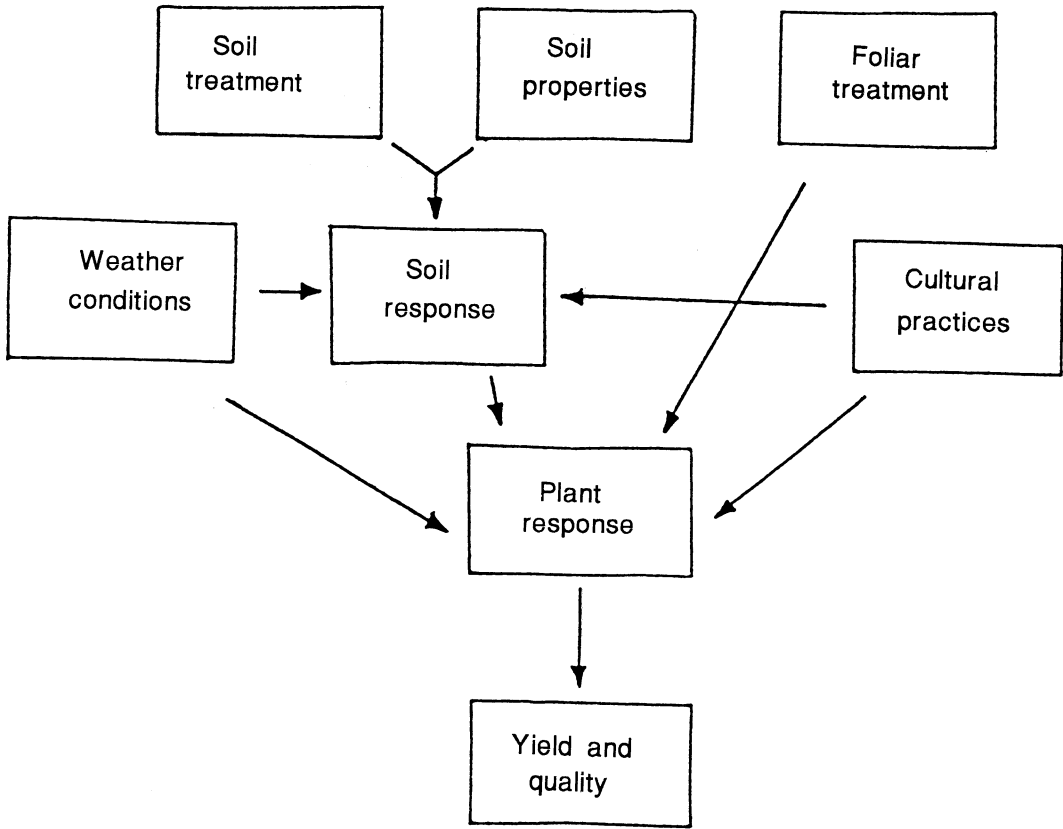 Soil
treatment
Soil
properties
Foliar
treatment
Weather
conditions
Soil
response
Cultural
practices
Plant
response
Yield and
quality